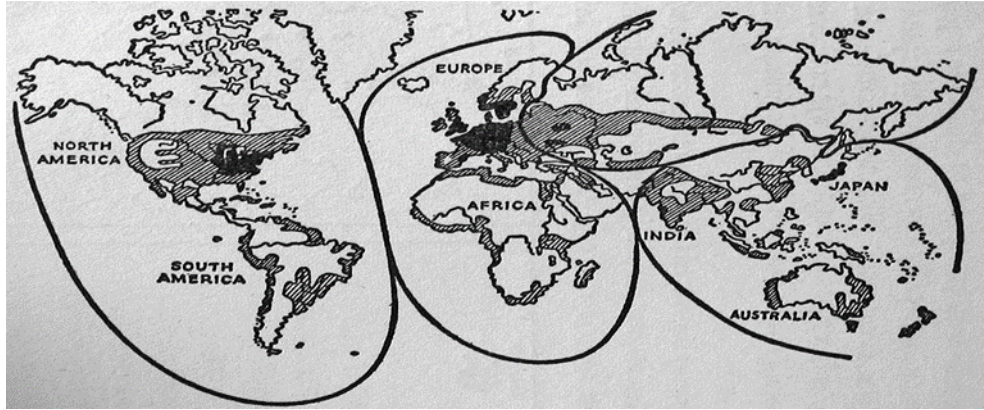 EUROPE
NORTH
AMERICA
AFRICA
JAPAN
INDIA
SOUTH
AMERICA
AUSTRALIA